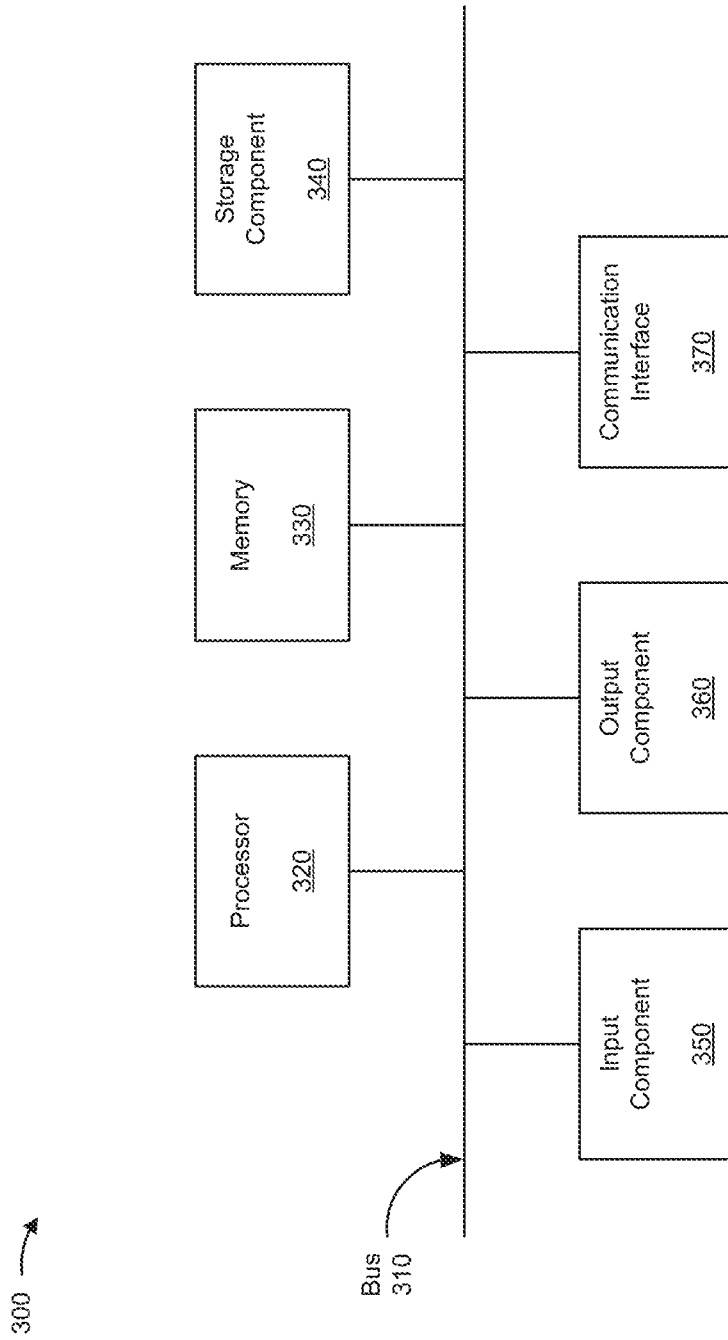 300
Processor
320
Memory
330
Storage
Component
340
Bus
310
Input
Component
350
Output
Component
360
Communication
Interface
370